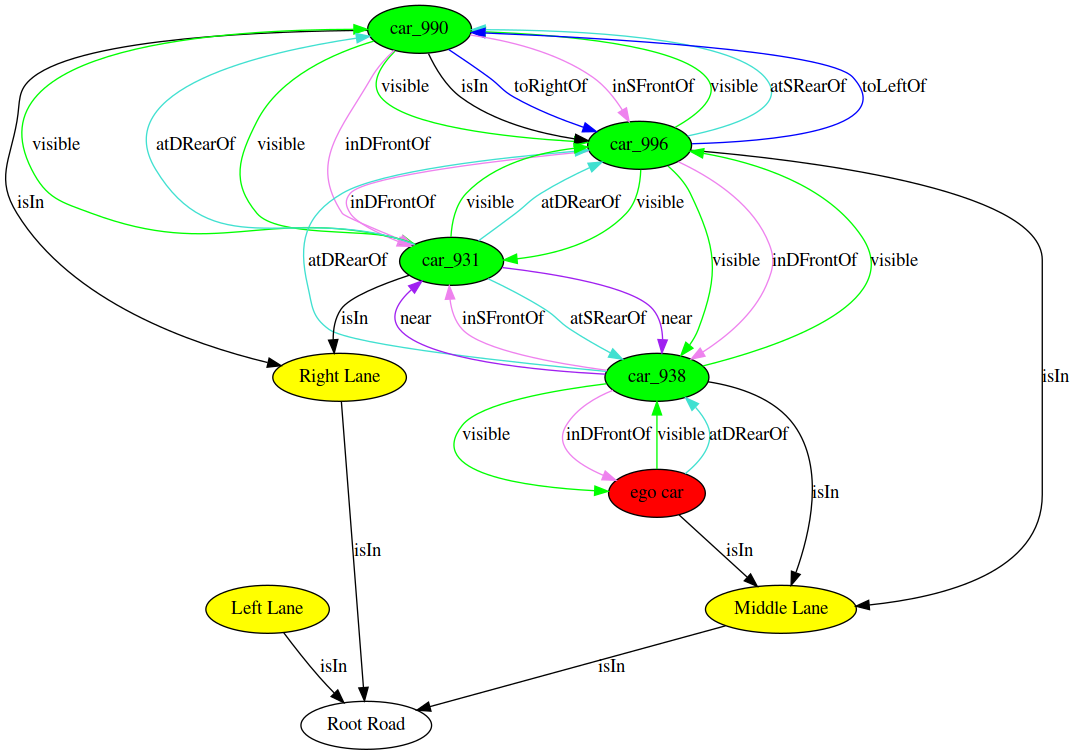 car_990
visible
isIn
toRightOf
inSFrontOf
visible
atSRearOf
toLeftOf
visible
atDRearOf
visible
inDFrontOf
car_996
isIn
inDFrontOf
visible
atDRearOf
visible
atDRearOf
car_931
visible
inDFrontOf
visible
isIn
near
inSFrontOf
atSRearOf
near
Right Lane
car_938
isIn
visible
inDFrontOf
visible
atDRearOf
ego car
isIn
isIn
isIn
Left Lane
Middle Lane
isIn
isIn
Root Road